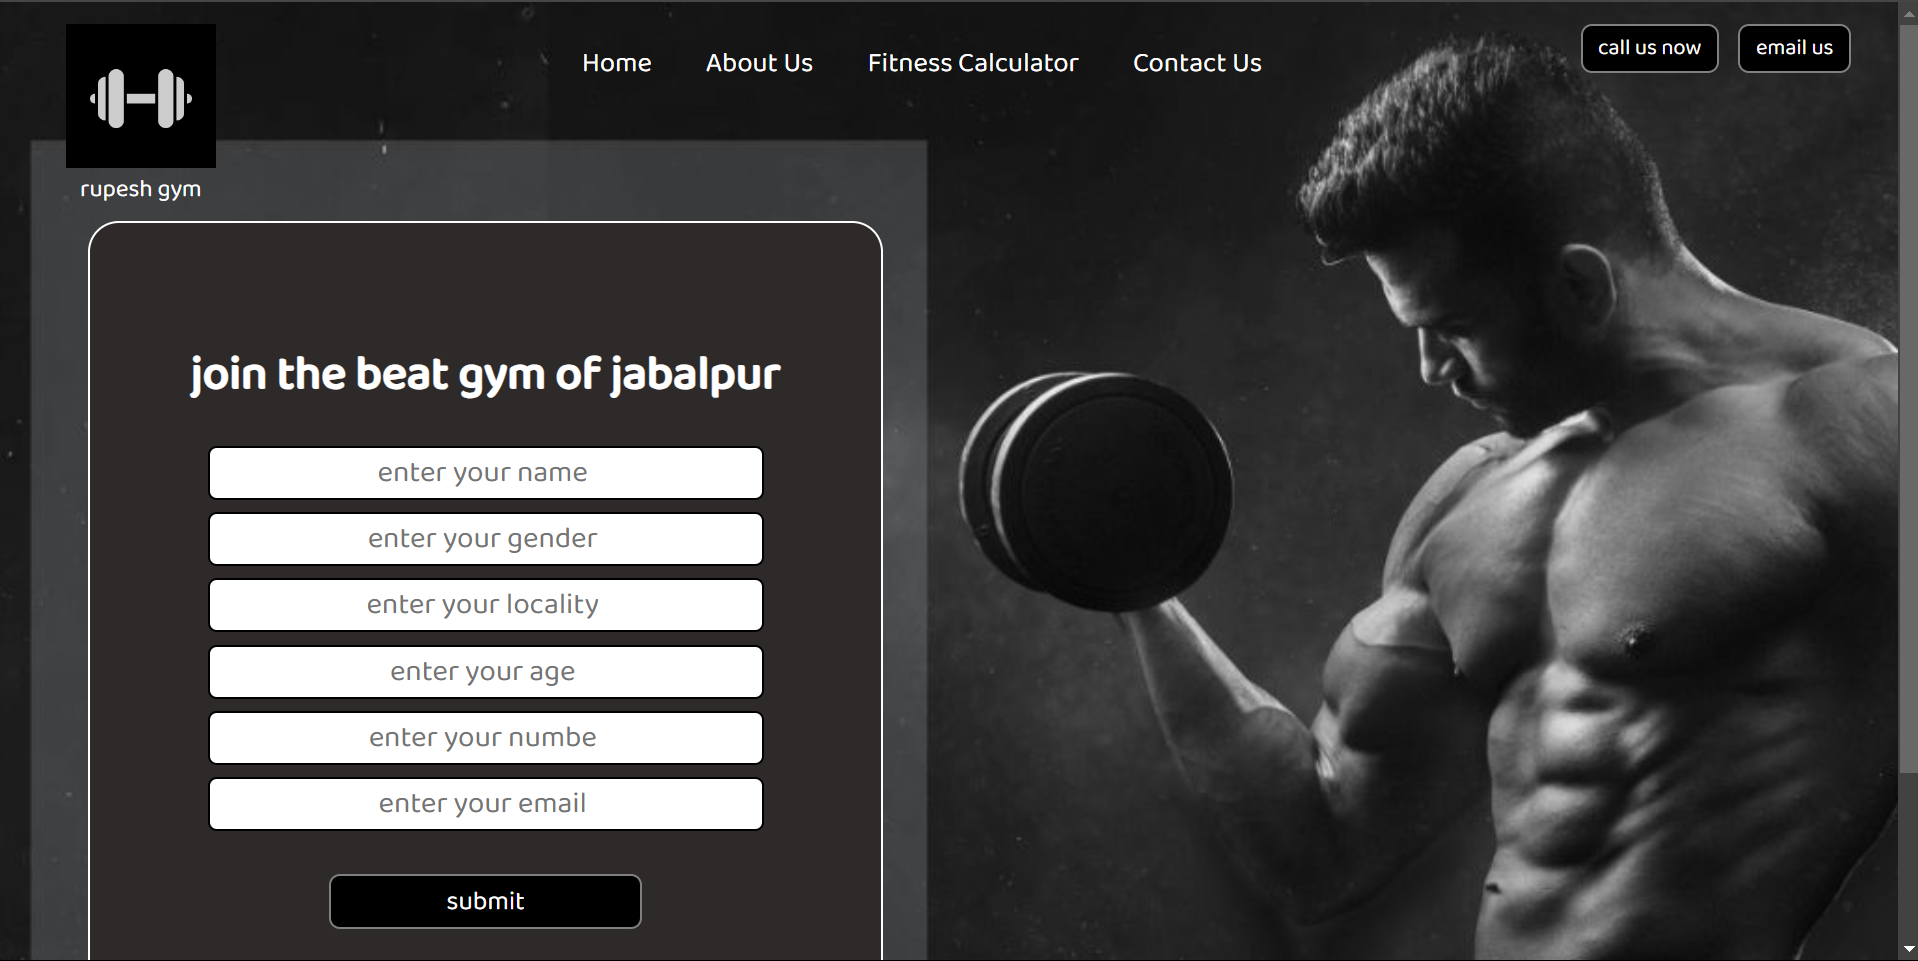 Home
About Us
Fitness Calculator
Contact Us
call us now
email us
rupesh gym
join the beat gym of jabalpur
enter your name
enter your gender
enter your locality
enter your age
enter your numbe
enter your email
submit